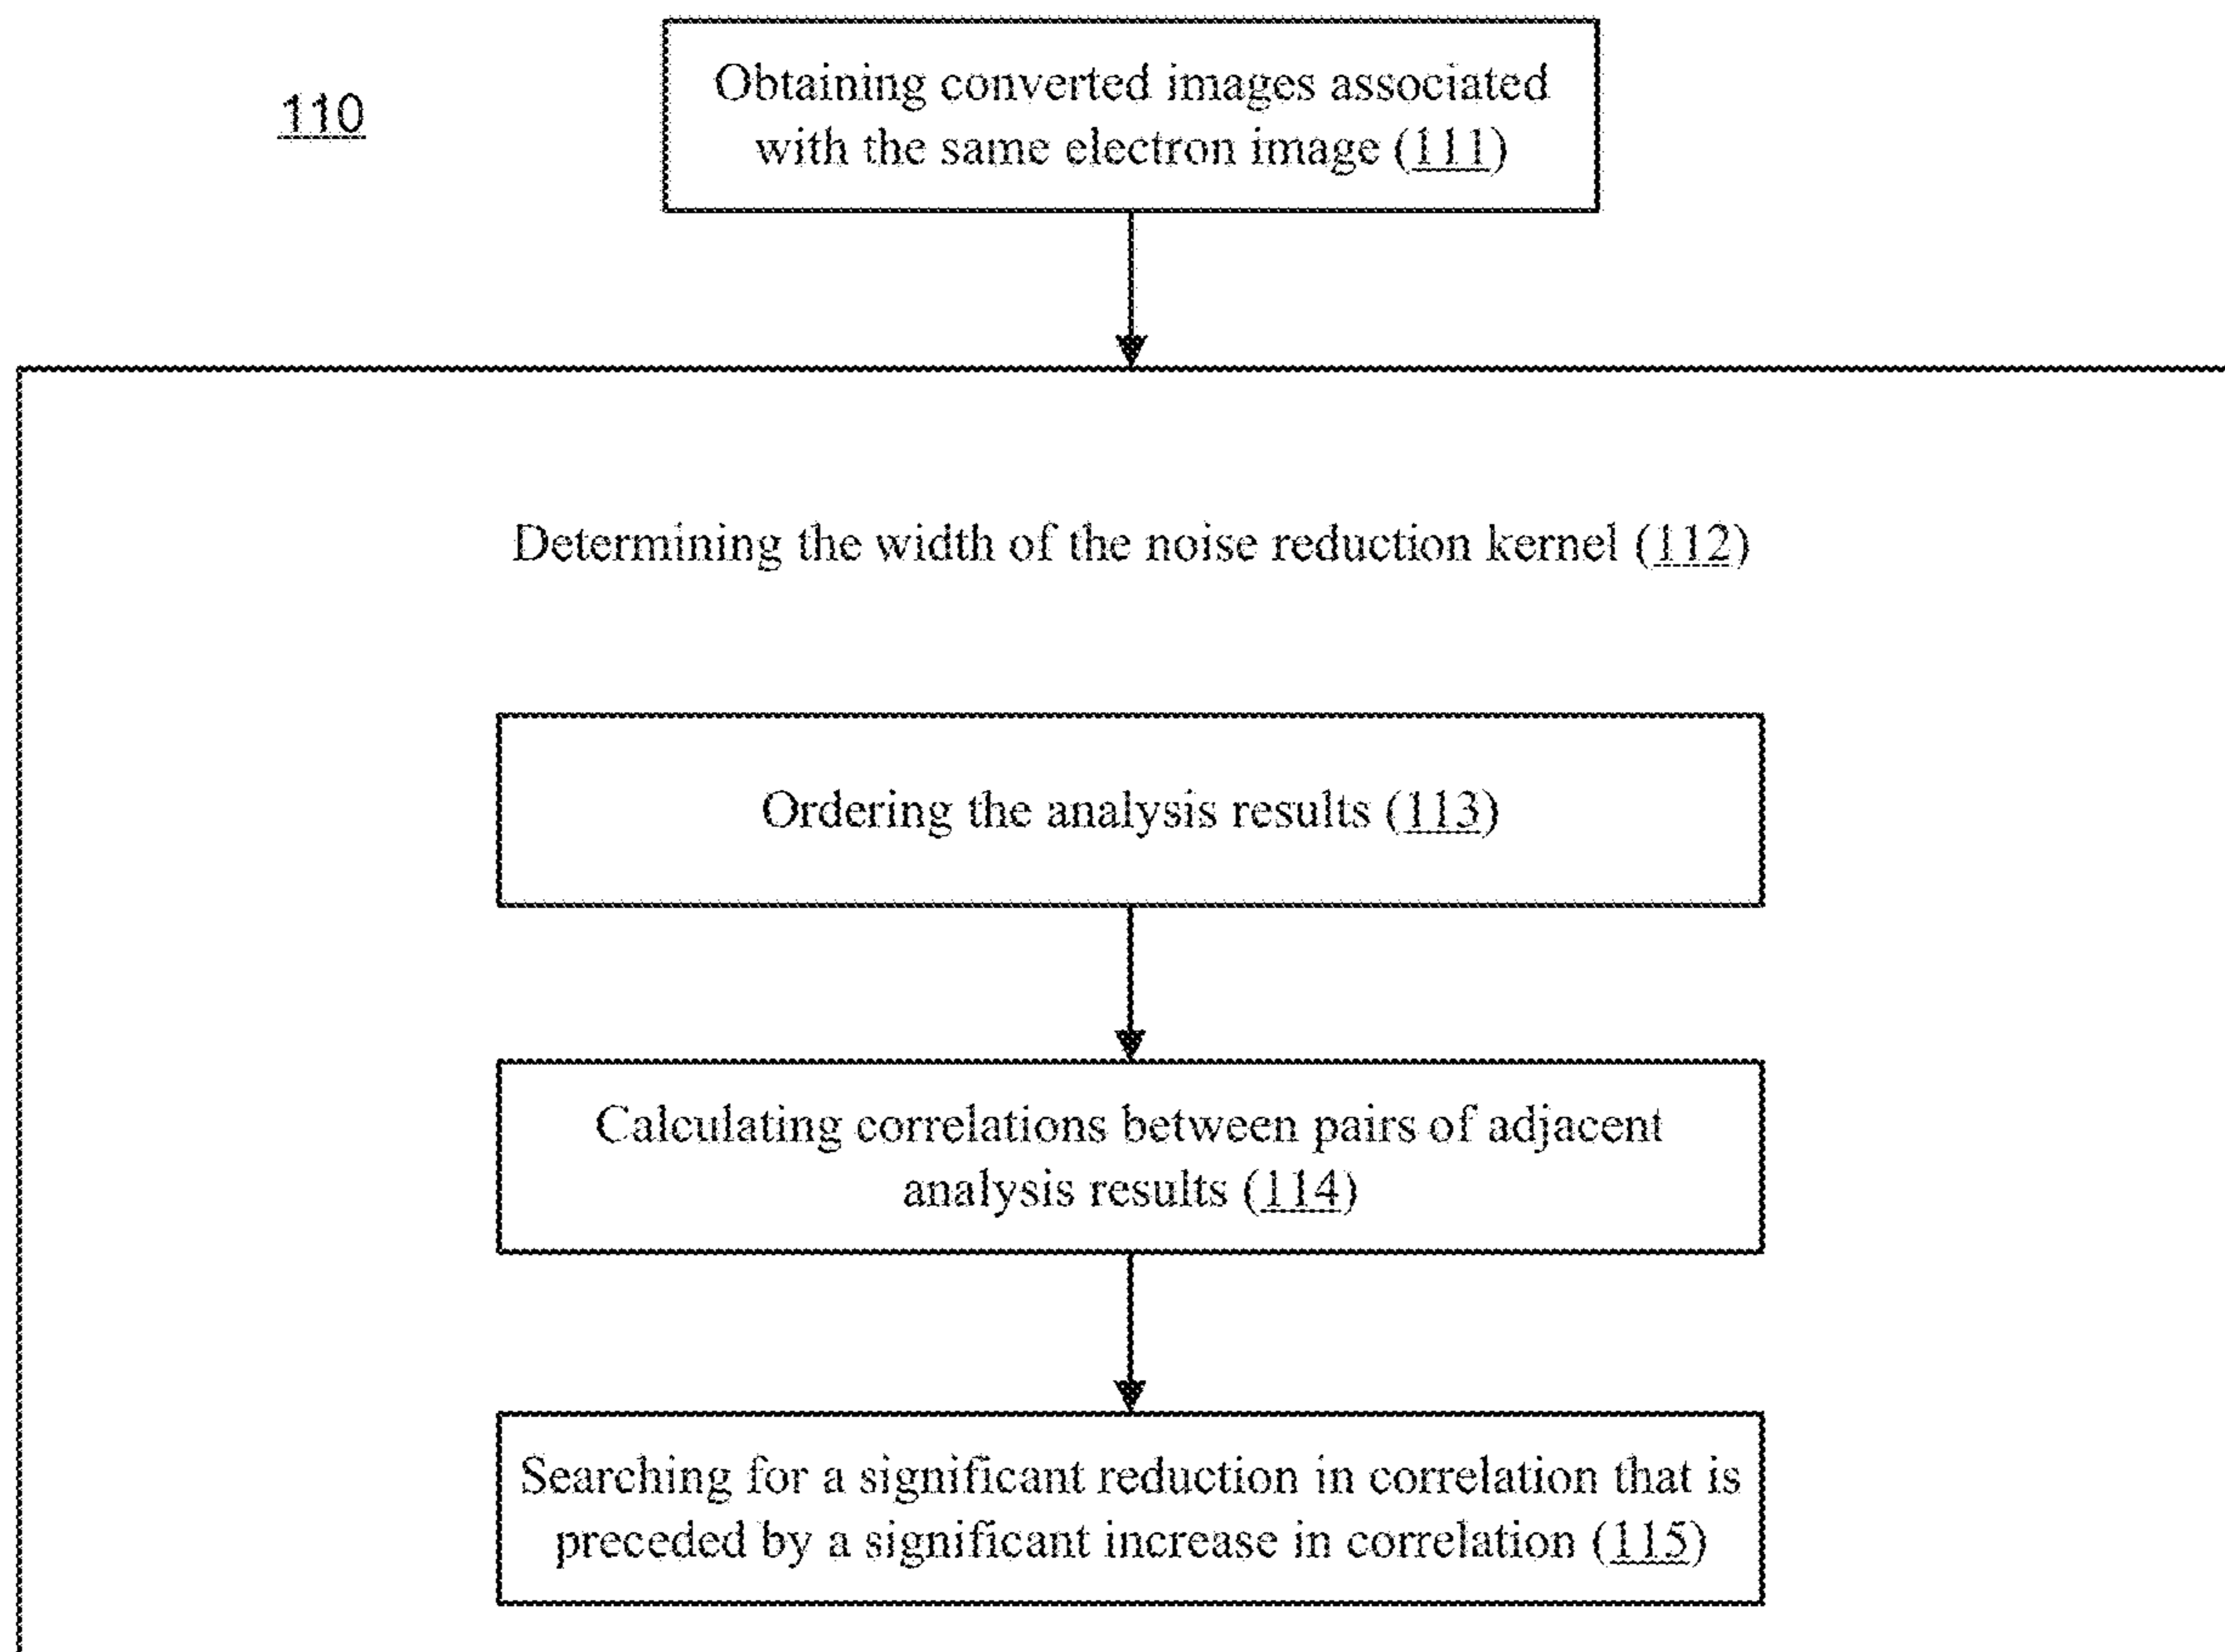 110
Obtaining converted images associated
with the same electron image (111)
Determining the width of the noise reduction kernel (112)
Ordering the analysis results (113)
Calculating correlations between pairs of adjacent
analysis results (114)
Searching for a significant reduction in correlation that is
preceded by a significant increase in correlation (115)